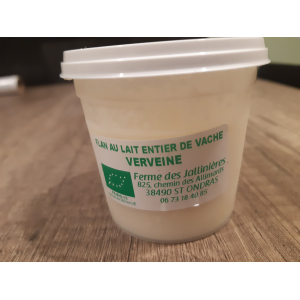 FLAN AU LAIT ENTIER DE VACHE
VERVEINE
Ferme des Jallinières
825, chemin des Allimards
38490 ST ONDRAS
06 73 18 40 85